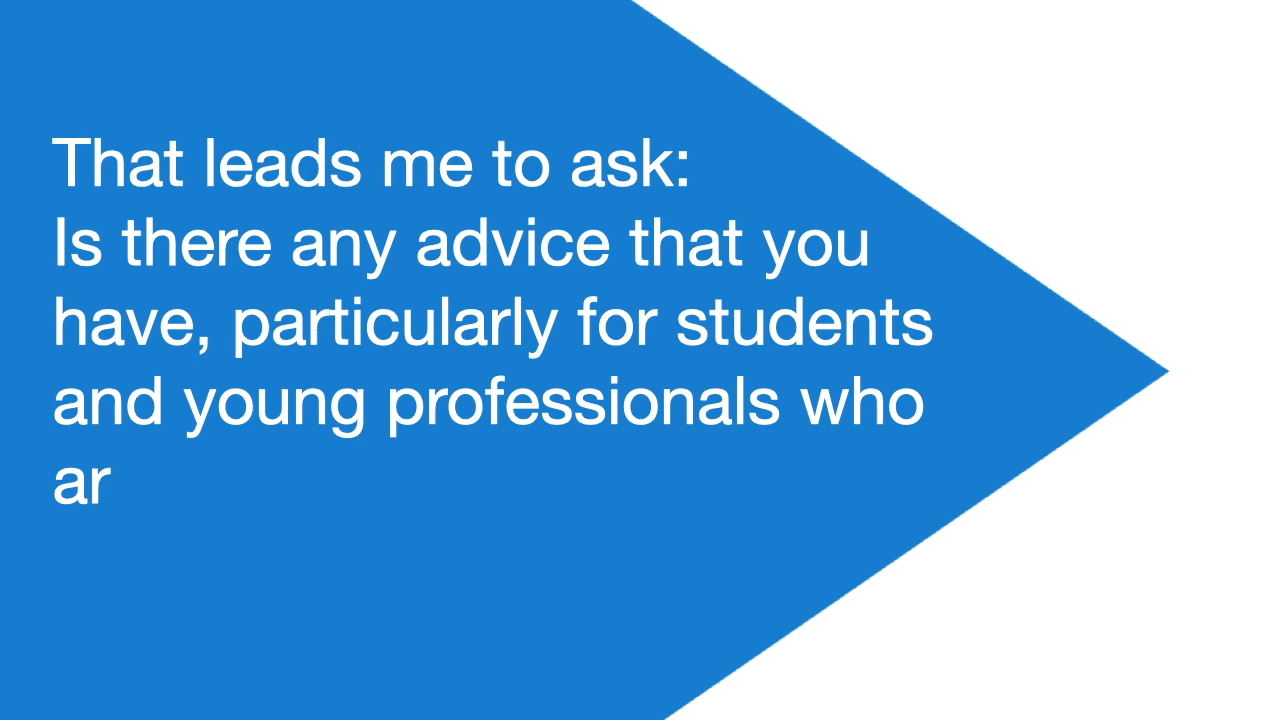 That leads me to ask:
Is there any advice that you
have, particularly for students
and young professionals who
ar